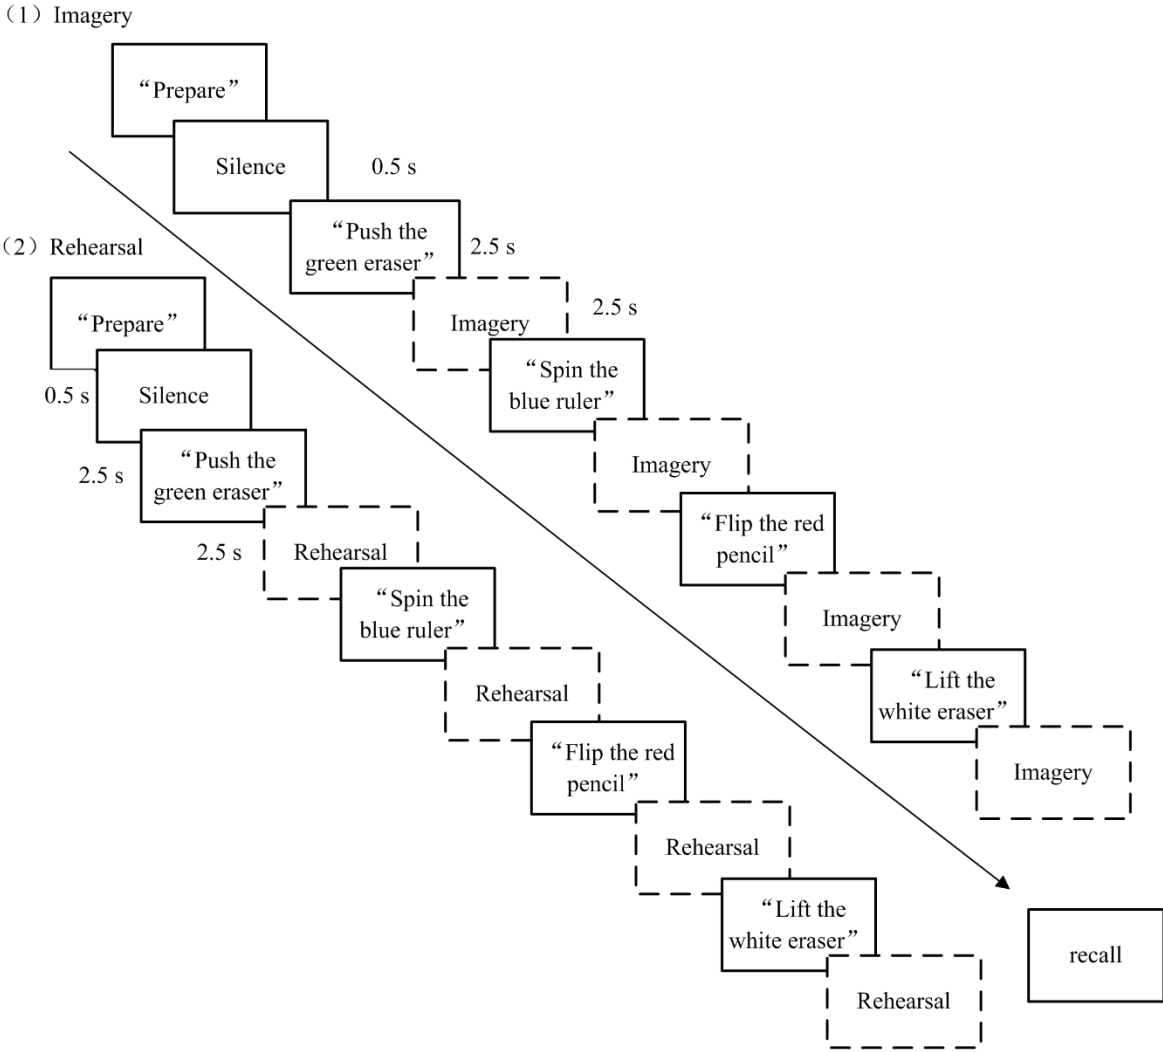 （1）Imagery
“Prepare”
Silence
0.5 s
“Push the
green eraser”
2.5 s
Imagery
2.5 s
“Spin the
blue ruler”
Imagery
“Flip the red
pencil”
Imagery
“Lift the
white eraser”
Imagery
（2）Rehearsal
“Prepare”
0.5 s
Silence
2.5 s
“Push the
green eraser”
2.5 s
Rehearsal
“Spin the
blue ruler”
Rehearsal
“Flip the red
pencil”
Rehearsal
“Lift the
white eraser”
Rehearsal
recall